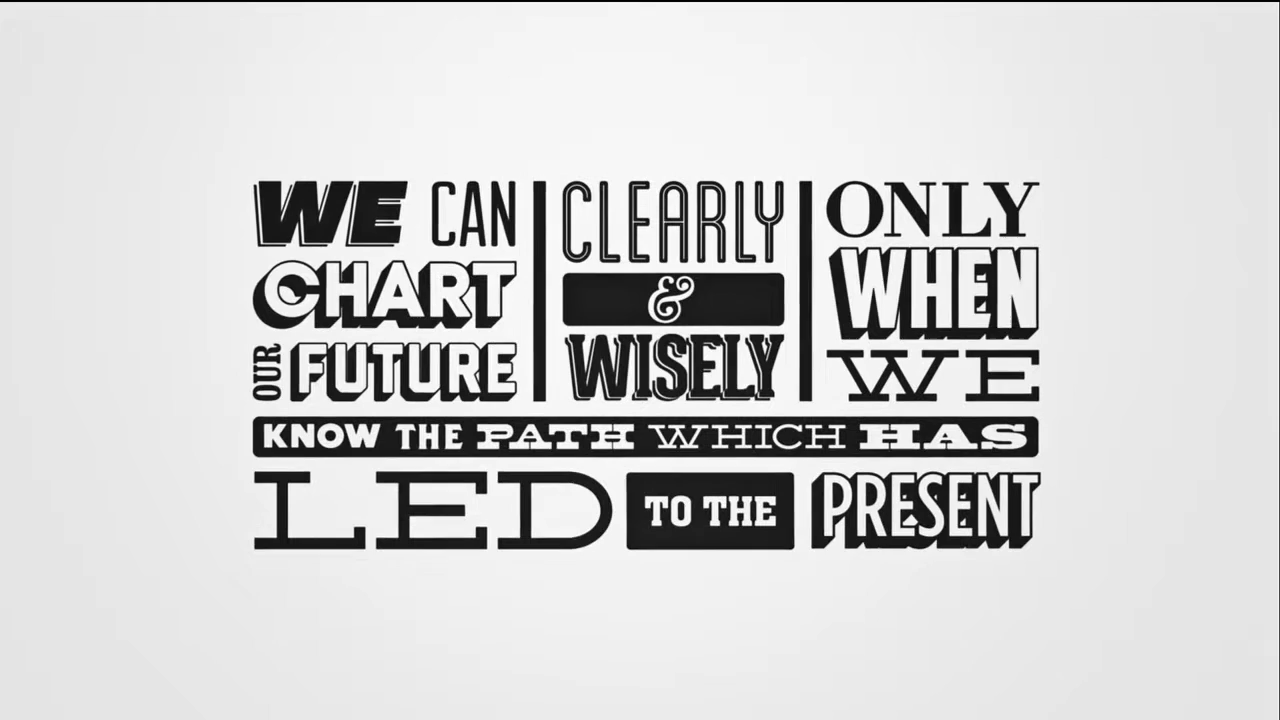 WE CAN
CHART
OUR FUTURE
CLEARLY
&
WISELY
ONLY
WHEN
WE
KNOW THE PATH WHICH HAS
LED TO THE PRESENT